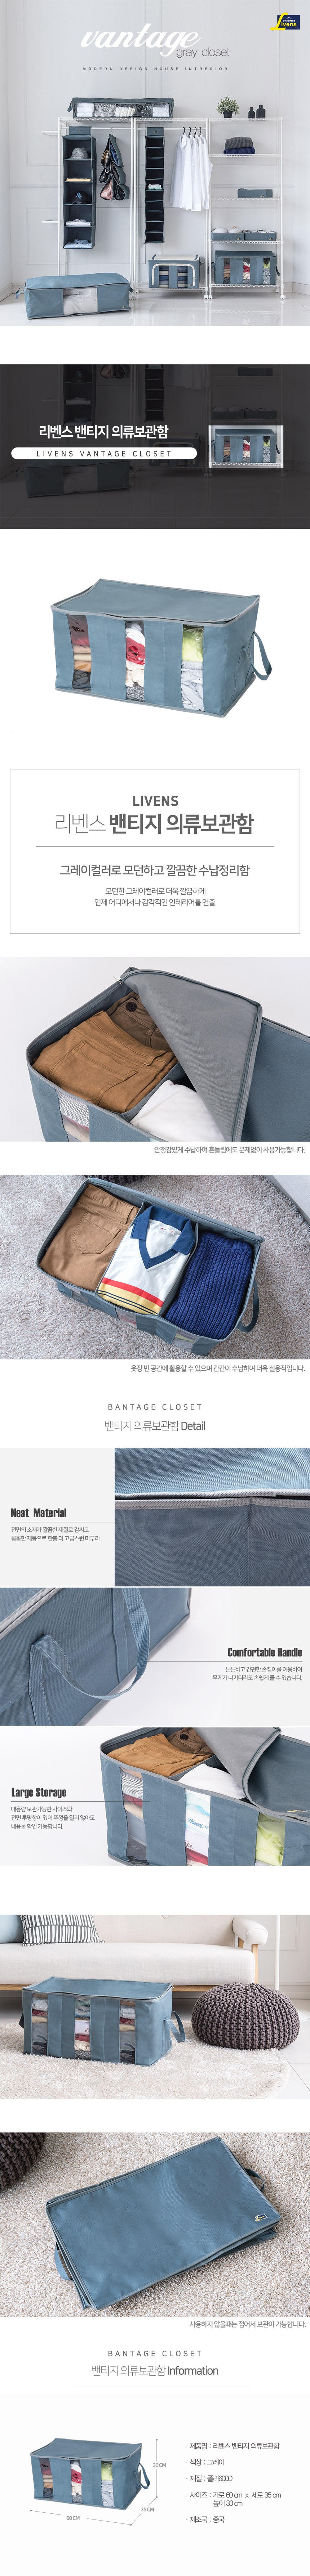 vantage
gray closet
MODERN DESIGN HOUSE INTRERIOR
Livens
리벤스 밴티지 의류보관함
LIVENS VANTAGE CLOSET
LIVENS
리벤스 밴티지 의류보관함
그레이컬러로 모던하고 깔끔한 수납정리함
모던한 그레이컬러로 더욱 깔끔하게
언제 어디에서나 감각적인 인테리어를 연출
안정감있게 수납하여 흔들림에도 문제없이 사용가능합니다.
옷장 빈 공간에 활용할 수 있으며 칸칸이 수납하여 더욱 실용적입니다.
BANTAGE CLOSET
밴티지 의류보관함 Detail
Neat Material
전면의 소재가 깔끔한 재질로 감싸고
꼼꼼한 재봉으로 한층 더 고급스런 마무리
Comfortable Handle
튼튼하고 간편한 손잡이를 이용하여
무게가 나가더라도 손쉽게 들 수 있습니다.
Large Storage
대용량 보관가능한 사이즈와
전면 투명창이 있어 뚜껑을 열지 않아도
내용물 확인 가능합니다.
사용하지 않을때는 접어서 보관이 가능합니다.
BANTAGE CLOSET
밴티지 의류보관함 Information
30CM
35CM
60CM
· 제품명 : 리벤스 밴티지 의류보관함
· 색상 : 그레이
· 재질 : 폴리600D
· 사이즈 : 가로 60 cm x 세로 35 cm
높이 30 cm
· 제조국 : 중국